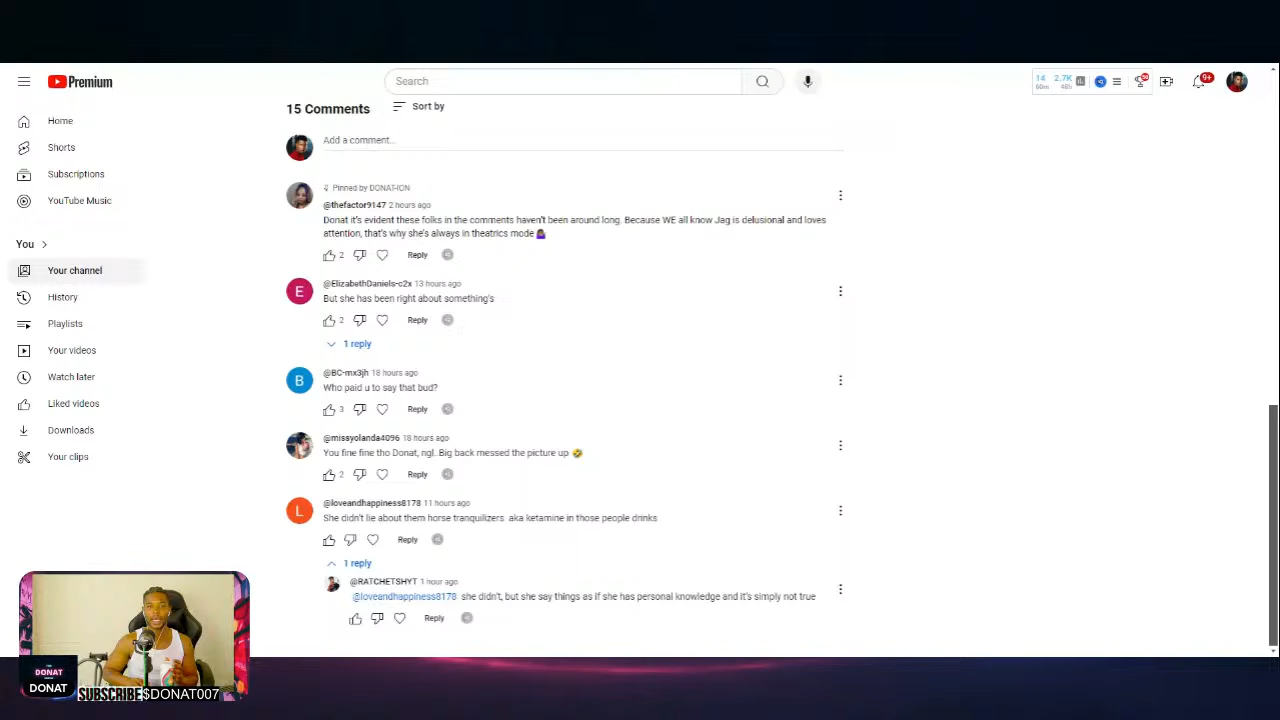 Premium
Search
14 2.7K
60m 48h
9+
15 Comments
Sort by
Home
Shorts
Subscriptions
YouTube Music
You
Your channel
History
Playlists
Your videos
Watch later
Liked videos
Downloads
Your clips
Add a comment...
Pinned by DONAT-ION
@thefactor9147 2 hours ago
Donat it's evident these folks in the comments haven't been around long. Because WE all know Jag is delusional and loves
attention, that's why she's always in theatrics mode
2 Reply
@ElizabethDaniels-c2x 13 hours ago
But she has been right about something's
2 Reply
1 reply
@BC-mx3jh 18 hours ago
Who paid u to say that bud?
3 Reply
@missyolanda4096 18 hours ago
You fine fine tho Donat, ngl. Big back messed the picture up
2 Reply
@loveandhappiness8178 11 hours ago
She didn't lie about them horse tranquilizers aka ketamine in those people drinks
Reply
1 reply
@RATCHETSHYT 1 hour ago
@loveandhappiness8178 she didn't, but she say things as if she has personal knowledge and it's simply not true
Reply
E
B
L
DONAT
DONAT
SUBSCRIBE $DONAT007